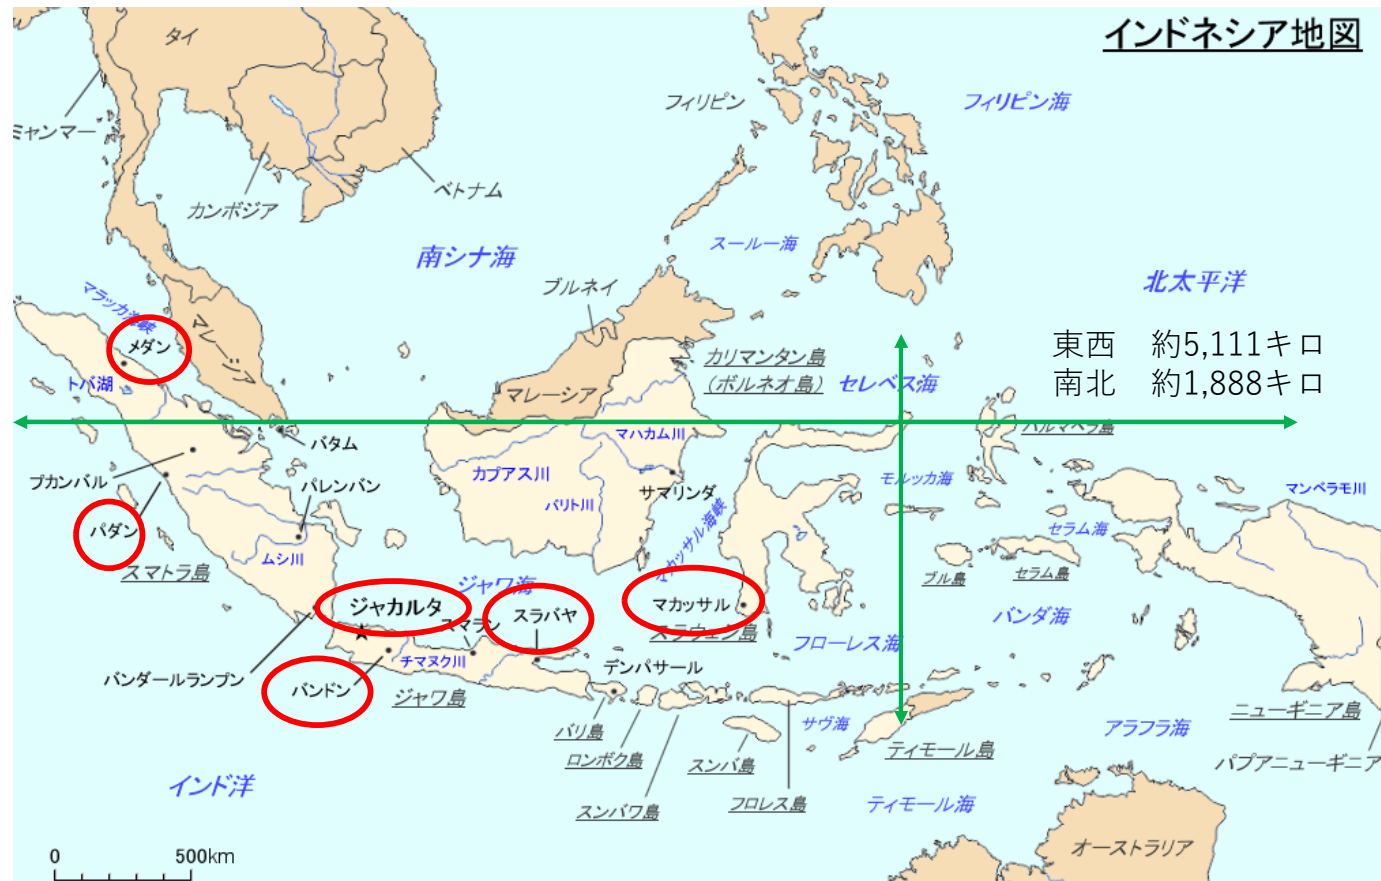 インドネシア地図
タイ
ミャンマー
カンボジア
ベトナム
フィリピン
フィリピン海
南シナ海
スールー海
ブルネイ
北太平洋
マラッカ海峡
マレーシア
メダン
トバ湖
東西 約5,111キロ
南北 約1,888キロ
カリマンタン島
(ボルネオ島)
セレベス海
マレーシア
バタム
マハカム川
ハルマヘラ島
プカンバル
パレンバン
カプアス川
サマリンダ
バリト川
モルッカ海
マンベラモ川
パダン
ムシ川
スマトラ島
マカッサル海峡
セラム海
ブル島
セラム島
ジャワ海
ジャカルタ
スラバヤ
スマラン
マカッサル
スラウェシ島
フローレス海
バンダ海
バンダールランプン
バンドン
チマヌク川
ジャワ島
デンパサール
バリ島
ロンボク島
スンバワ島
スンバ島
フロレス島
サヴ海
ティモール島
ティモール海
アラフラ海
ニューギニア島
パプアニューギニア
インド洋
オーストラリア
0 500km